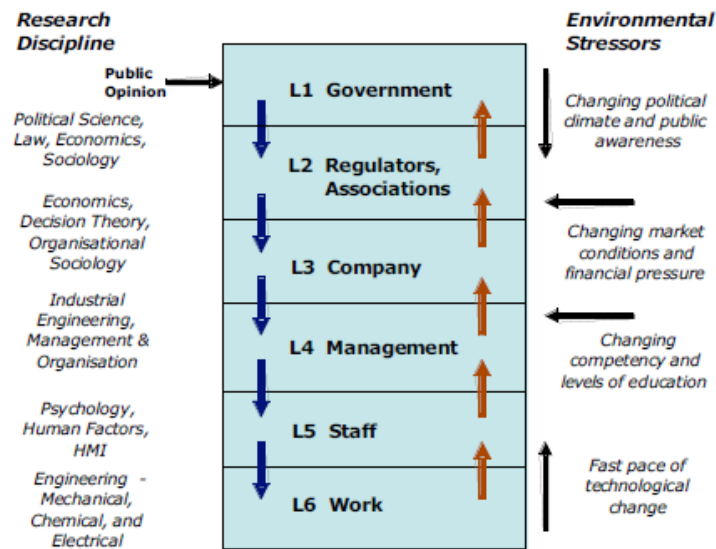 Research
Discipline
Environmental
Stressors
Public
Opinion
L1 Government
L2 Regulators,
Associations
L3 Company
L4 Management
L5 Staff
L6 Work
Political Science,
Law, Economics,
Sociology
Economics,
Decision Theory,
Organisational
Sociology
Industrial
Engineering,
Management &
Organisation
Psychology,
Human Factors,
HMI
Engineering -
Mechanical,
Chemical, and
Electrical
Changing political
climate and public
awareness
Changing market
conditions and
financial pressure
Changing
competency and
levels of education
Fast pace of
technological
change